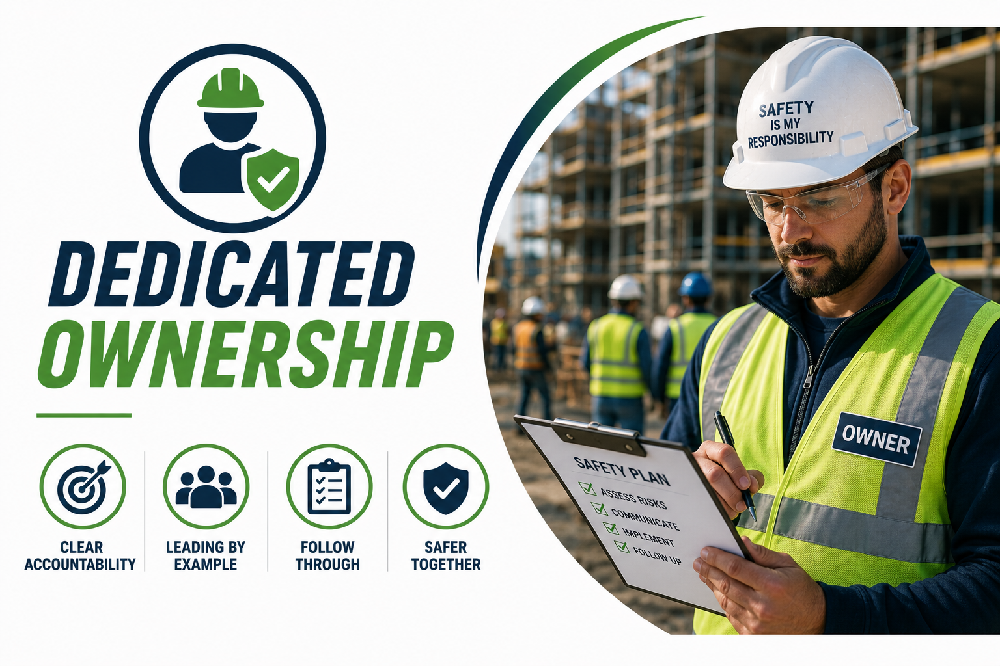 DEDICATED
OWNERSHIP
CLEAR
ACCOUNTABILITY
LEADING BY
EXAMPLE
FOLLOW
THROUGH
SAFER
TOGETHER
SAFETY
IS MY
RESPONSIBILITY
OWNER
SAFETY PLAN
ASSESS RISKS
COMMUNICATE
IMPLEMENT
FOLLOW UP